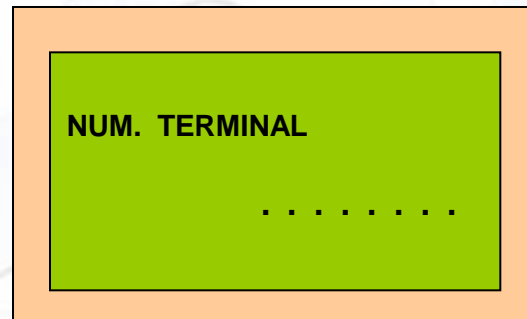 NUM. TERMINAL
. . . . . . . .